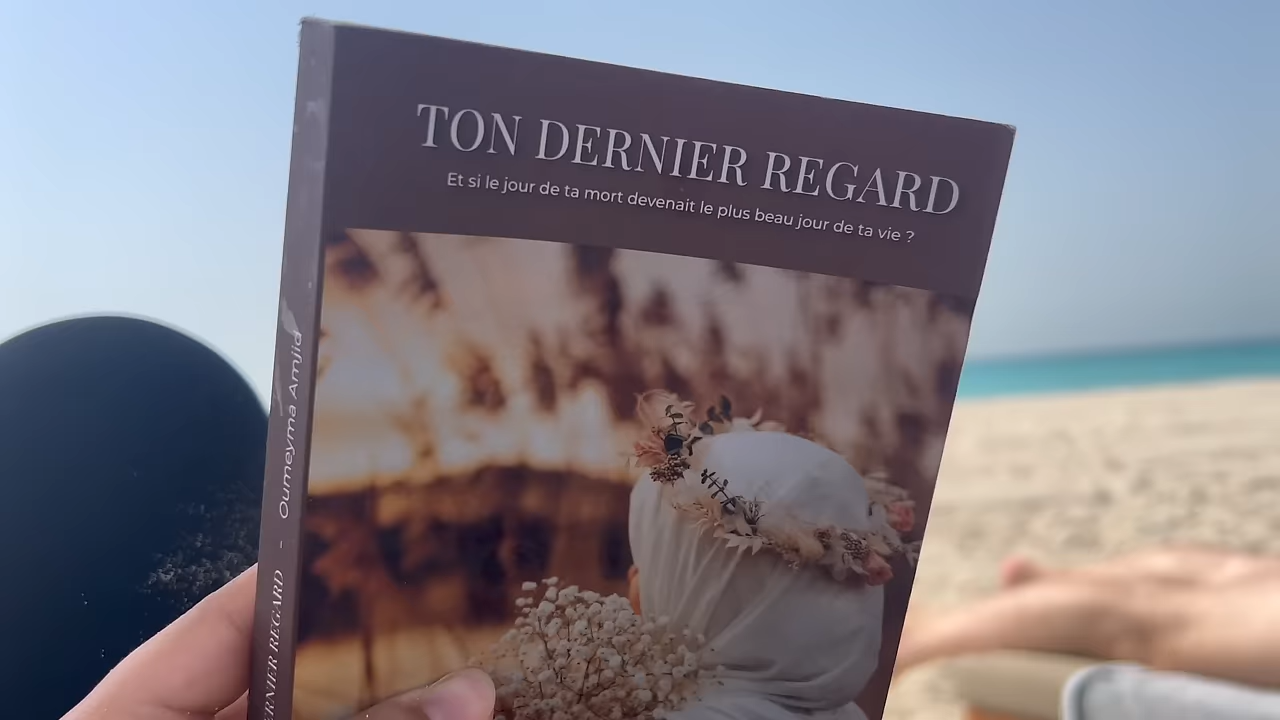 TON DERNIER REGARD
Et si le jour de ta mort devenait le plus beau jour de ta vie ?
Oumeyma Amjid
- 
REGARD